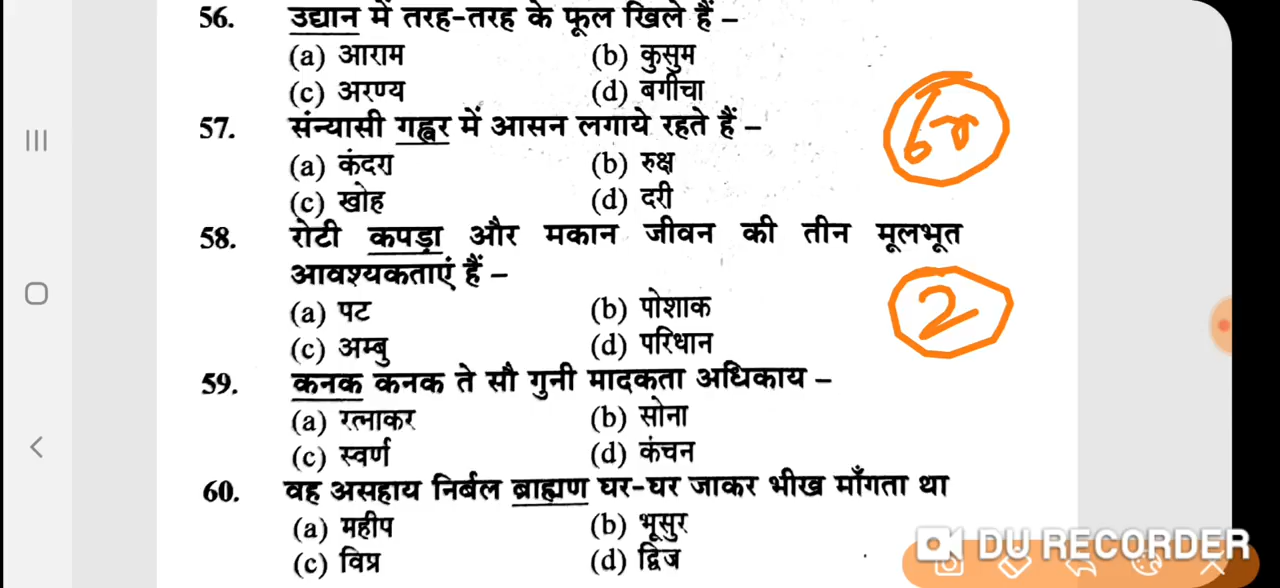 56. उद्यान में तरह-तरह के फूल खिले हैं –
(a) आराम (b) कुसुम
(c) अरण्य (d) बगीचा
57. संन्यासी गह्वर में आसन लगाये रहते हैं –
(a) कंदरा (b) रुक्ष
(c) खोह (d) दरी
58. रोटी कपड़ा और मकान जीवन की तीन मूलभूत
आवश्यकताएं हैं –
(a) पट (b) पोशाक
(c) अम्बु (d) परिधान
2
59. कनक कनक ते सौ गुनी मादकता अधिकाय –
(a) रत्नाकर (b) सोना
(c) स्वर्ण (d) कंचन
60. वह असहाय निर्बल ब्राह्मण घर-घर जाकर भीख माँगता था
(a) महीप (b) भूसुर
(c) विप्र (d) द्विज
DU RECORDER